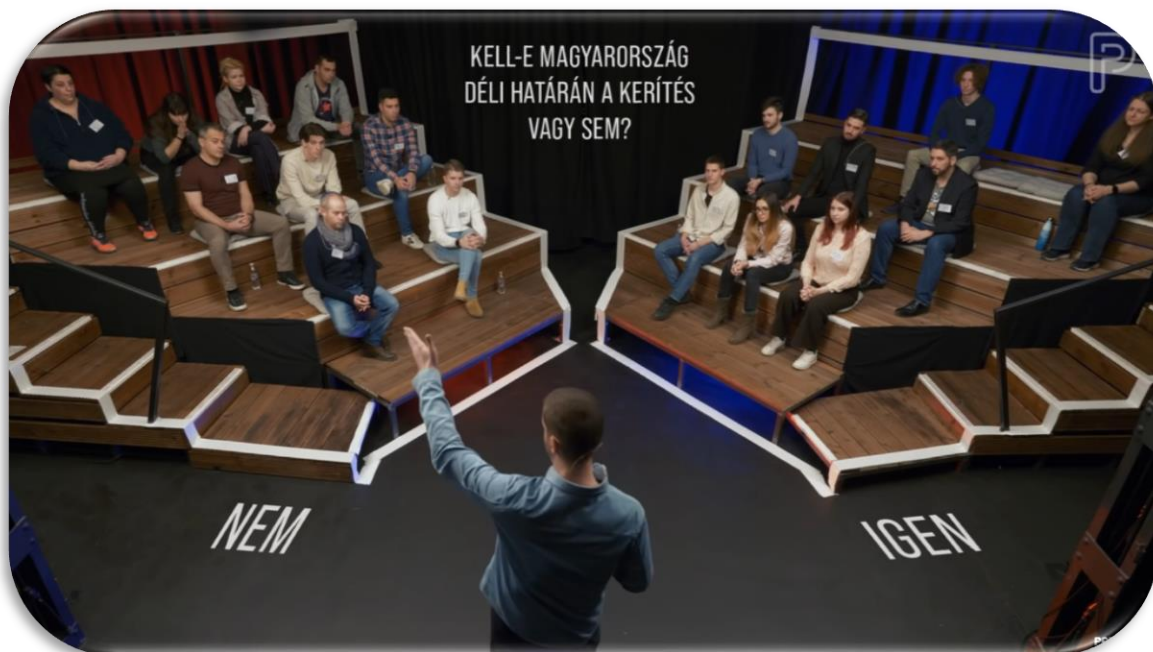 KELL-E MAGYARORSZÁG
DÉLI HATÁRÁN A KERÍTÉS
VAGY SEM?
NEM
IGEN